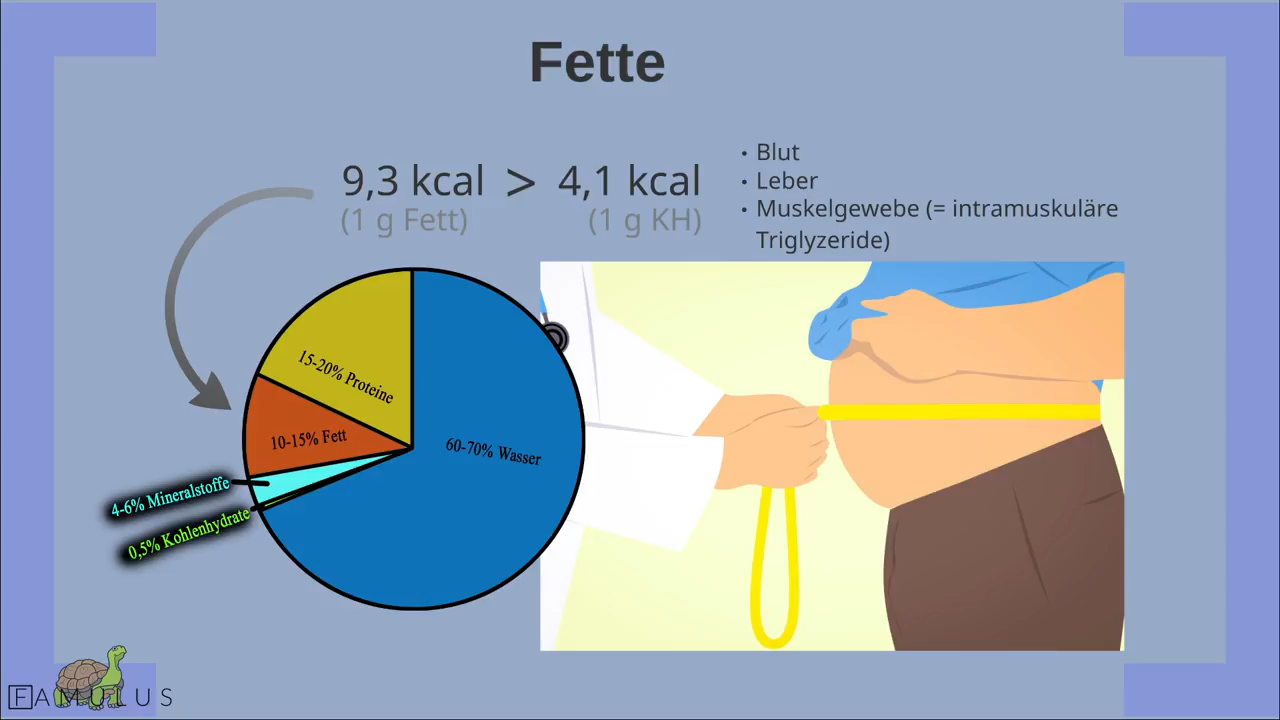 Fette
9,3 kcal > 4,1 kcal
(1 g Fett) (1 g KH)
• Blut
• Leber
• Muskelgewebe (= intramuskuläre
Triglyzeride)
15-20% Proteine
10-15% Fett
60-70% Wasser
4-6% Mineralstoffe
0,5% Kohlenhydrate
FAMULUS